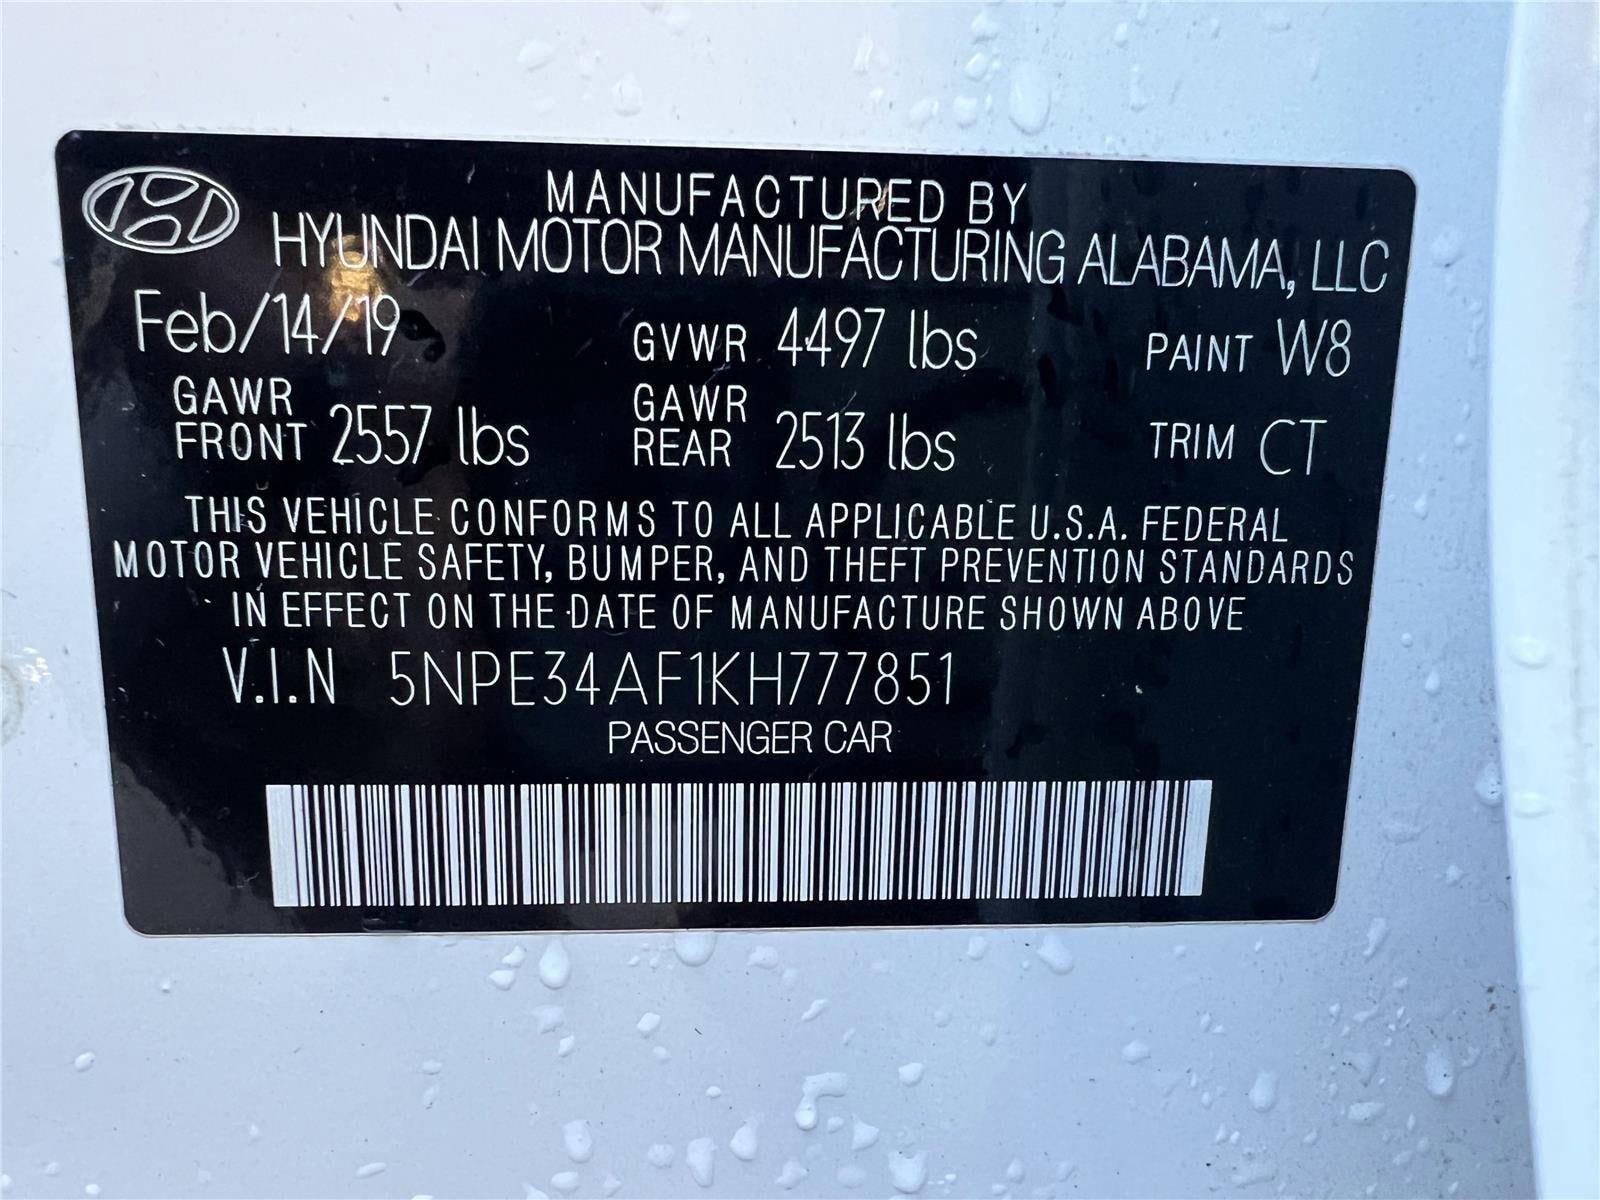 MANUFACTURED BY
HYUNDAI MOTOR MANUFACTURING ALABAMA, LLC
Feb/14/19 GVWR 4497 lbs PAINT W8
GAWR FRONT 2557 lbs GAWR REAR 2513 lbs TRIM CT
THIS VEHICLE CONFORMS TO ALL APPLICABLE U.S.A. FEDERAL
MOTOR VEHICLE SAFETY, BUMPER, AND THEFT PREVENTION STANDARDS
IN EFFECT ON THE DATE OF MANUFACTURE SHOWN ABOVE
V.I.N 5NPE34AF1KH777851
PASSENGER CAR